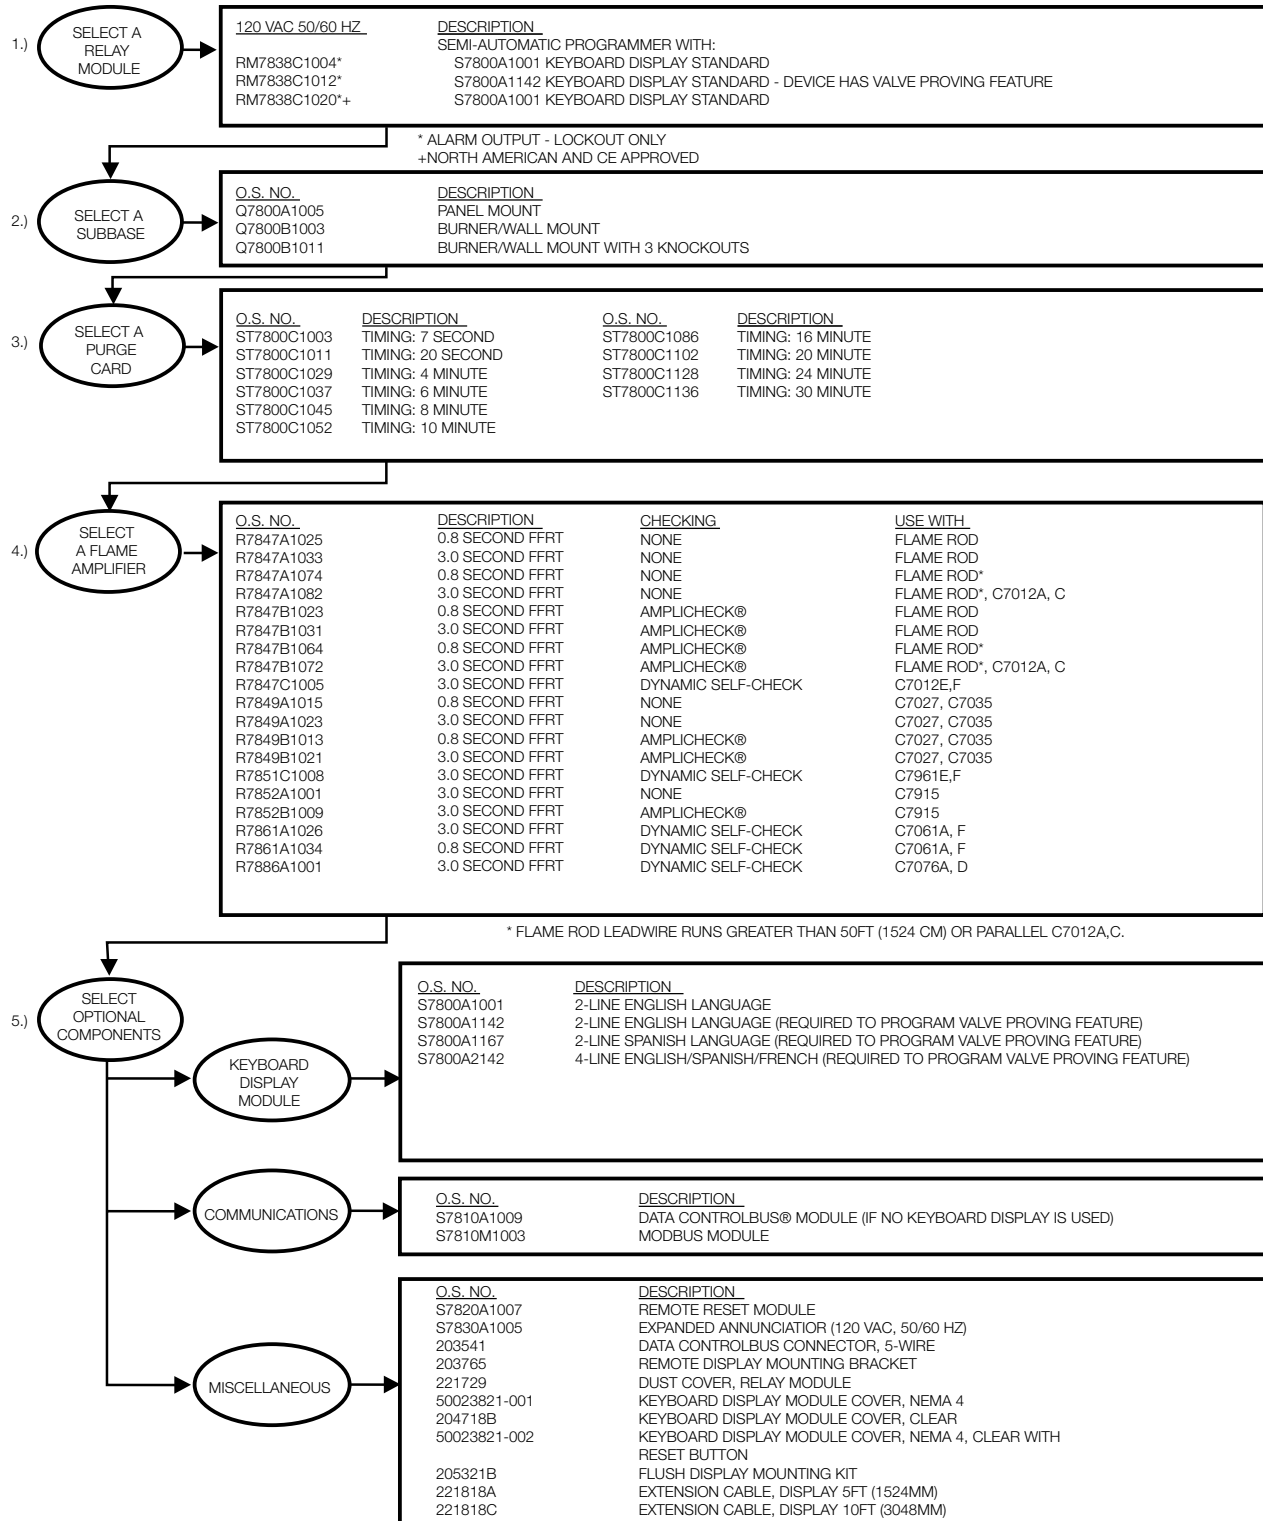 1.)
SELECT A
RELAY
MODULE
120 VAC 50/60 HZ DESCRIPTION
SEMI-AUTOMATIC PROGRAMMER WITH:
RM7838C1004* S7800A1001 KEYBOARD DISPLAY STANDARD
RM7838C1012* S7800A1142 KEYBOARD DISPLAY STANDARD - DEVICE HAS VALVE PROVING FEATURE
RM7838C1020*+ S7800A1001 KEYBOARD DISPLAY STANDARD
* ALARM OUTPUT - LOCKOUT ONLY
+NORTH AMERICAN AND CE APPROVED
2.)
SELECT A
SUBBASE
O.S. NO. DESCRIPTION
Q7800A1005 PANEL MOUNT
Q7800B1003 BURNER/WALL MOUNT
Q7800B1011 BURNER/WALL MOUNT WITH 3 KNOCKOUTS
3.)
SELECT A
PURGE
CARD
O.S. NO. DESCRIPTION O.S. NO. DESCRIPTION
ST7800C1003 TIMING: 7 SECOND ST7800C1086 TIMING: 16 MINUTE
ST7800C1011 TIMING: 20 SECOND ST7800C1102 TIMING: 20 MINUTE
ST7800C1029 TIMING: 4 MINUTE ST7800C1128 TIMING: 24 MINUTE
ST7800C1037 TIMING: 6 MINUTE ST7800C1136 TIMING: 30 MINUTE
ST7800C1045 TIMING: 8 MINUTE
ST7800C1052 TIMING: 10 MINUTE
4.)
SELECT
A FLAME
AMPLIFIER
O.S. NO. DESCRIPTION CHECKING USE WITH
R7847A1025 0.8 SECOND FFRT NONE FLAME ROD
R7847A1033 3.0 SECOND FFRT NONE FLAME ROD
R7847A1074 0.8 SECOND FFRT NONE FLAME ROD*
R7847A1082 3.0 SECOND FFRT NONE FLAME ROD*, C7012A, C
R7847B1023 0.8 SECOND FFRT AMPLICHECK® FLAME ROD
R7847B1031 3.0 SECOND FFRT AMPLICHECK® FLAME ROD
R7847B1064 0.8 SECOND FFRT AMPLICHECK® FLAME ROD*
R7847B1072 3.0 SECOND FFRT AMPLICHECK® FLAME ROD*, C7012A, C
R7847C1005 3.0 SECOND FFRT DYNAMIC SELF-CHECK C7012E,F
R7849A1015 0.8 SECOND FFRT NONE C7027, C7035
R7849A1023 3.0 SECOND FFRT NONE C7027, C7035
R7849B1013 0.8 SECOND FFRT AMPLICHECK® C7027, C7035
R7849B1021 3.0 SECOND FFRT AMPLICHECK® C7027, C7035
R7851C1008 3.0 SECOND FFRT DYNAMIC SELF-CHECK C7961E,F
R7852A1001 3.0 SECOND FFRT NONE C7915
R7852B1009 3.0 SECOND FFRT AMPLICHECK® C7915
R7861A1026 3.0 SECOND FFRT DYNAMIC SELF-CHECK C7061A, F
R7861A1034 0.8 SECOND FFRT DYNAMIC SELF-CHECK C7061A, F
R7886A1001 3.0 SECOND FFRT DYNAMIC SELF-CHECK C7076A, D
* FLAME ROD LEADWIRE RUNS GREATER THAN 50FT (1524 CM) OR PARALLEL C7012A,C.
5.)
SELECT
OPTIONAL
COMPONENTS
KEYBOARD
DISPLAY
MODULE
O.S. NO. DESCRIPTION
S7800A1001 2-LINE ENGLISH LANGUAGE
S7800A1142 2-LINE ENGLISH LANGUAGE (REQUIRED TO PROGRAM VALVE PROVING FEATURE)
S7800A1167 2-LINE SPANISH LANGUAGE (REQUIRED TO PROGRAM VALVE PROVING FEATURE)
S7800A2142 4-LINE ENGLISH/SPANISH/FRENCH (REQUIRED TO PROGRAM VALVE PROVING FEATURE)
COMMUNICATIONS
O.S. NO. DESCRIPTION
S7810A1009 DATA CONTROLBUS® MODULE (IF NO KEYBOARD DISPLAY IS USED)
S7810M1003 MODBUS MODULE
MISCELLANEOUS
O.S. NO. DESCRIPTION
S7820A1007 REMOTE RESET MODULE
S7830A1005 EXPANDED ANNUNCIATIOR (120 VAC, 50/60 HZ)
203541 DATA CONTROLBUS CONNECTOR, 5-WIRE
203765 REMOTE DISPLAY MOUNTING BRACKET
221729 DUST COVER, RELAY MODULE
50023821-001 KEYBOARD DISPLAY MODULE COVER, NEMA 4
204718B KEYBOARD DISPLAY MODULE COVER, CLEAR
50023821-002 KEYBOARD DISPLAY MODULE COVER, NEMA 4, CLEAR WITH
RESET BUTTON
205321B FLUSH DISPLAY MOUNTING KIT
221818A EXTENSION CABLE, DISPLAY 5FT (1524MM)
221818C EXTENSION CABLE, DISPLAY 10FT (3048MM)